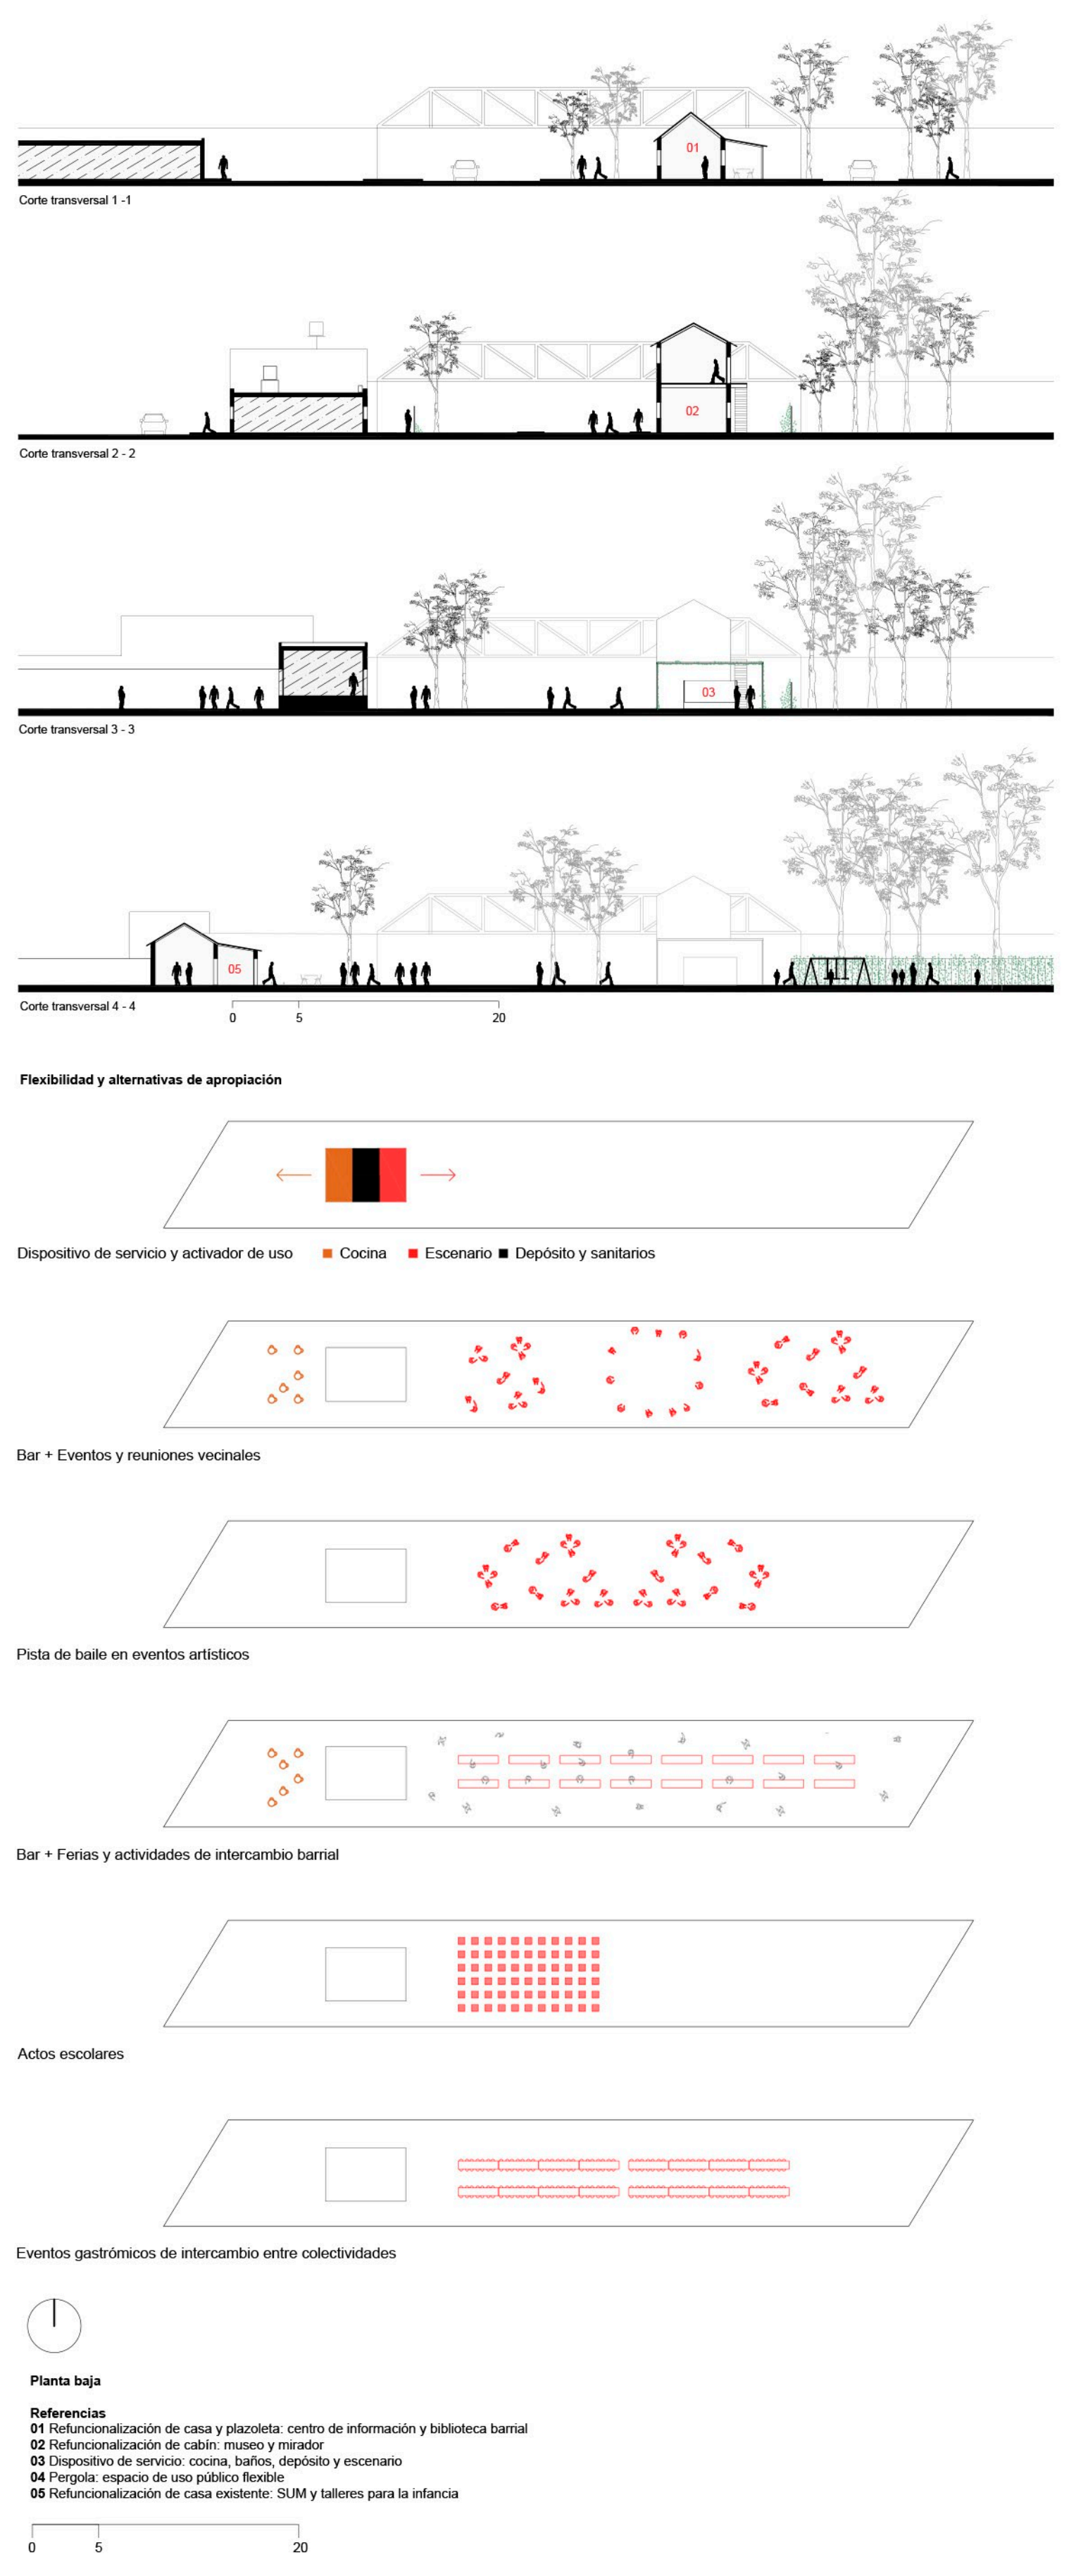 01
Corte transversal 1 -1
02
Corte transversal 2 - 2
03
Corte transversal 3 - 3
05
Corte transversal 4 - 4
0 5 20
Flexibilidad y alternativas de apropiación
Dispositivo de servicio y activador de uso Cocina Escenario Depósito y sanitarios
Bar + Eventos y reuniones vecinales
Pista de baile en eventos artísticos
Bar + Ferias y actividades de intercambio barrial
Actos escolares
Eventos gastrómicos de intercambio entre colectividades
Planta baja
Referencias
01 Refuncionalización de casa y plazoleta: centro de información y biblioteca barrial
02 Refuncionalización de cabín: museo y mirador
03 Dispositivo de servicio: cocina, baños, depósito y escenario
04 Pergola: espacio de uso público flexible
05 Refuncionalización de casa existente: SUM y talleres para la infancia
0 5 20